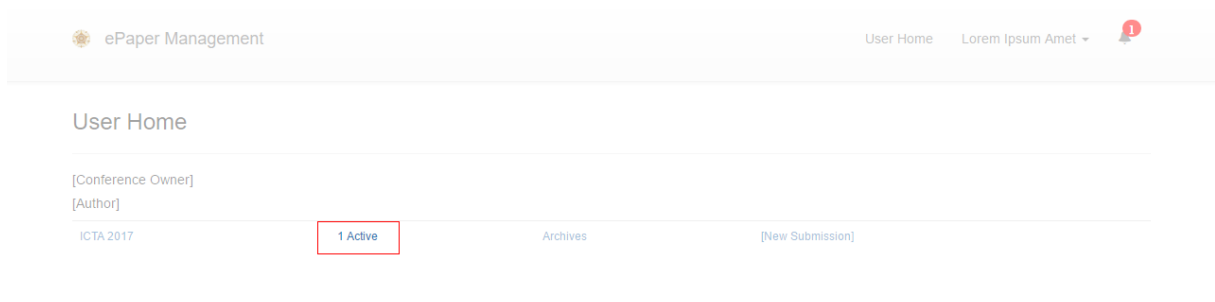 ePaper Management User Home Lorem Ipsum Amet 1
User Home
[Conference Owner]
[Author]
ICTA 2017 1 Active Archives [New Submission]